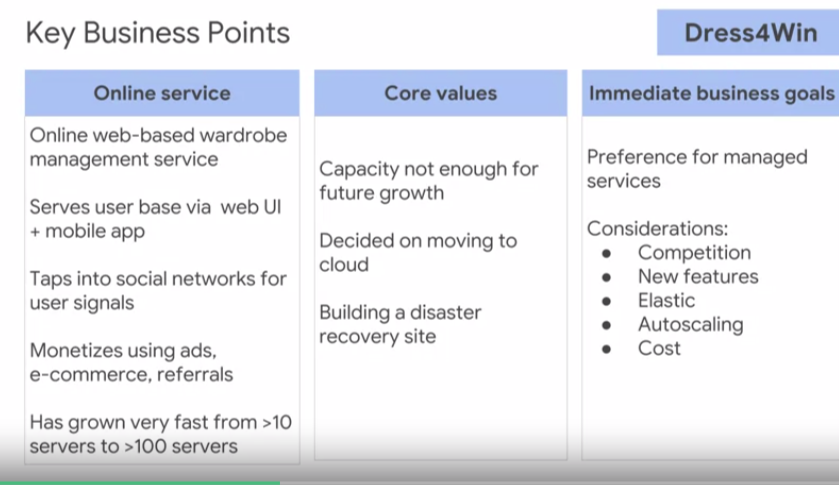 Key Business Points
Dress4Win
Online service
Online web-based wardrobe
management service
Serves user base via web UI
+ mobile app
Taps into social networks for
user signals
Monetizes using ads,
e-commerce, referrals
Has grown very fast from >10
servers to >100 servers
Core values
Capacity not enough for
future growth
Decided on moving to
cloud
Building a disaster
recovery site
Immediate business goals
Preference for managed
services
Considerations:
● Competition
● New features
● Elastic
● Autoscaling
● Cost